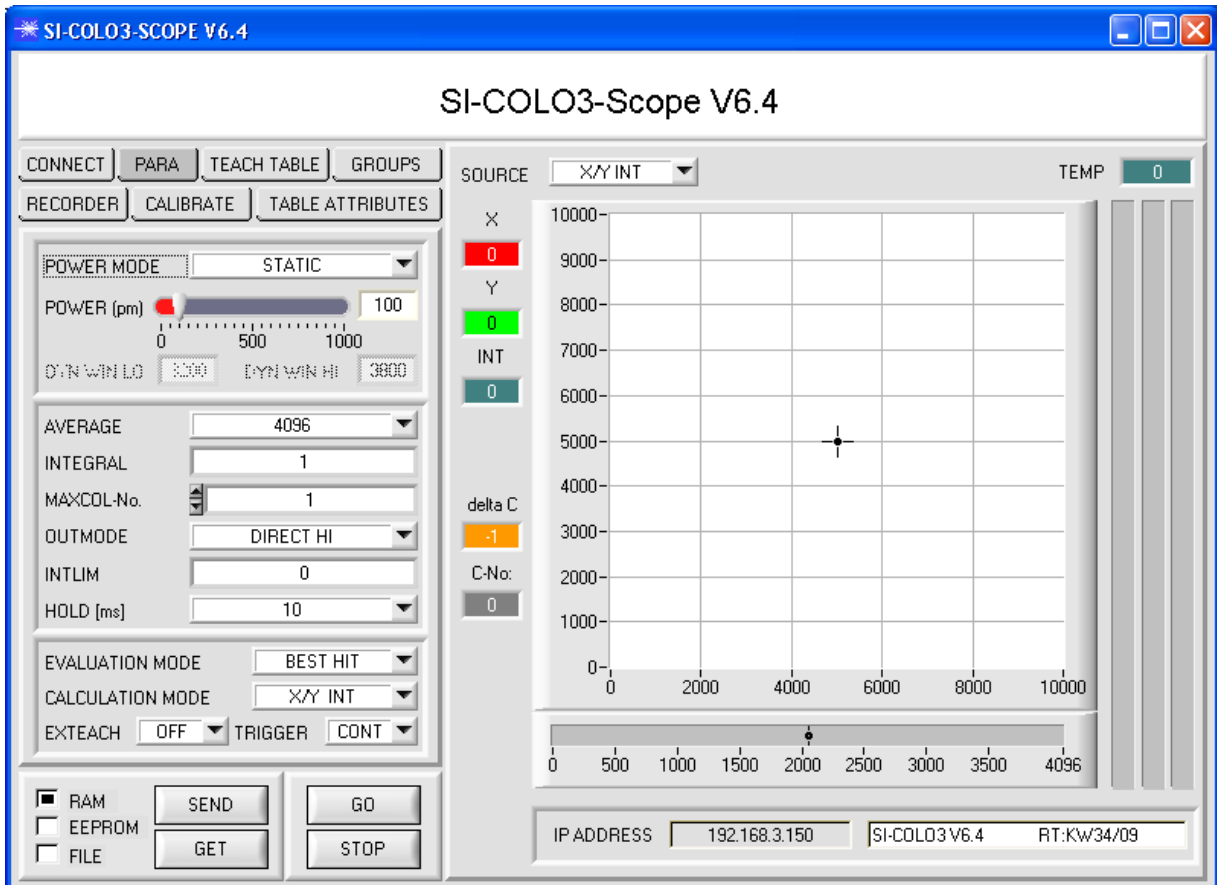 SI-COLO3-SCOPE V6.4
SI-COLO3-Scope V6.4
CONNECT PARA TEACH TABLE GROUPS
RECORDER CALIBRATE TABLE ATTRIBUTES
POWER MODE STATIC
POWER (pm) 100
0 500 1000
DYN WIN LO 3200 DYN WIN HI 3800
AVERAGE 4096
INTEGRAL 1
MAXCOL-No. 1
OUTMODE DIRECT HI
INTLIM 0
HOLD [ms] 10
EVALUATION MODE BEST HIT
CALCULATION MODE X/Y INT
EXTEACH OFF TRIGGER CONT
RAM
EEPROM
FILE
SEND
GET
GO
STOP
SOURCE X/Y INT
TEMP 0
X
0
Y
0
INT
0
delta C
-1
C-No:
0
10000
9000
8000
7000
6000
5000
4000
3000
2000
1000
0
0 2000 4000 6000 8000 10000
0 500 1000 1500 2000 2500 3000 3500 4096
IP ADDRESS 192.168.3.150 SI-COLO3 V6.4 RT:KW34/09